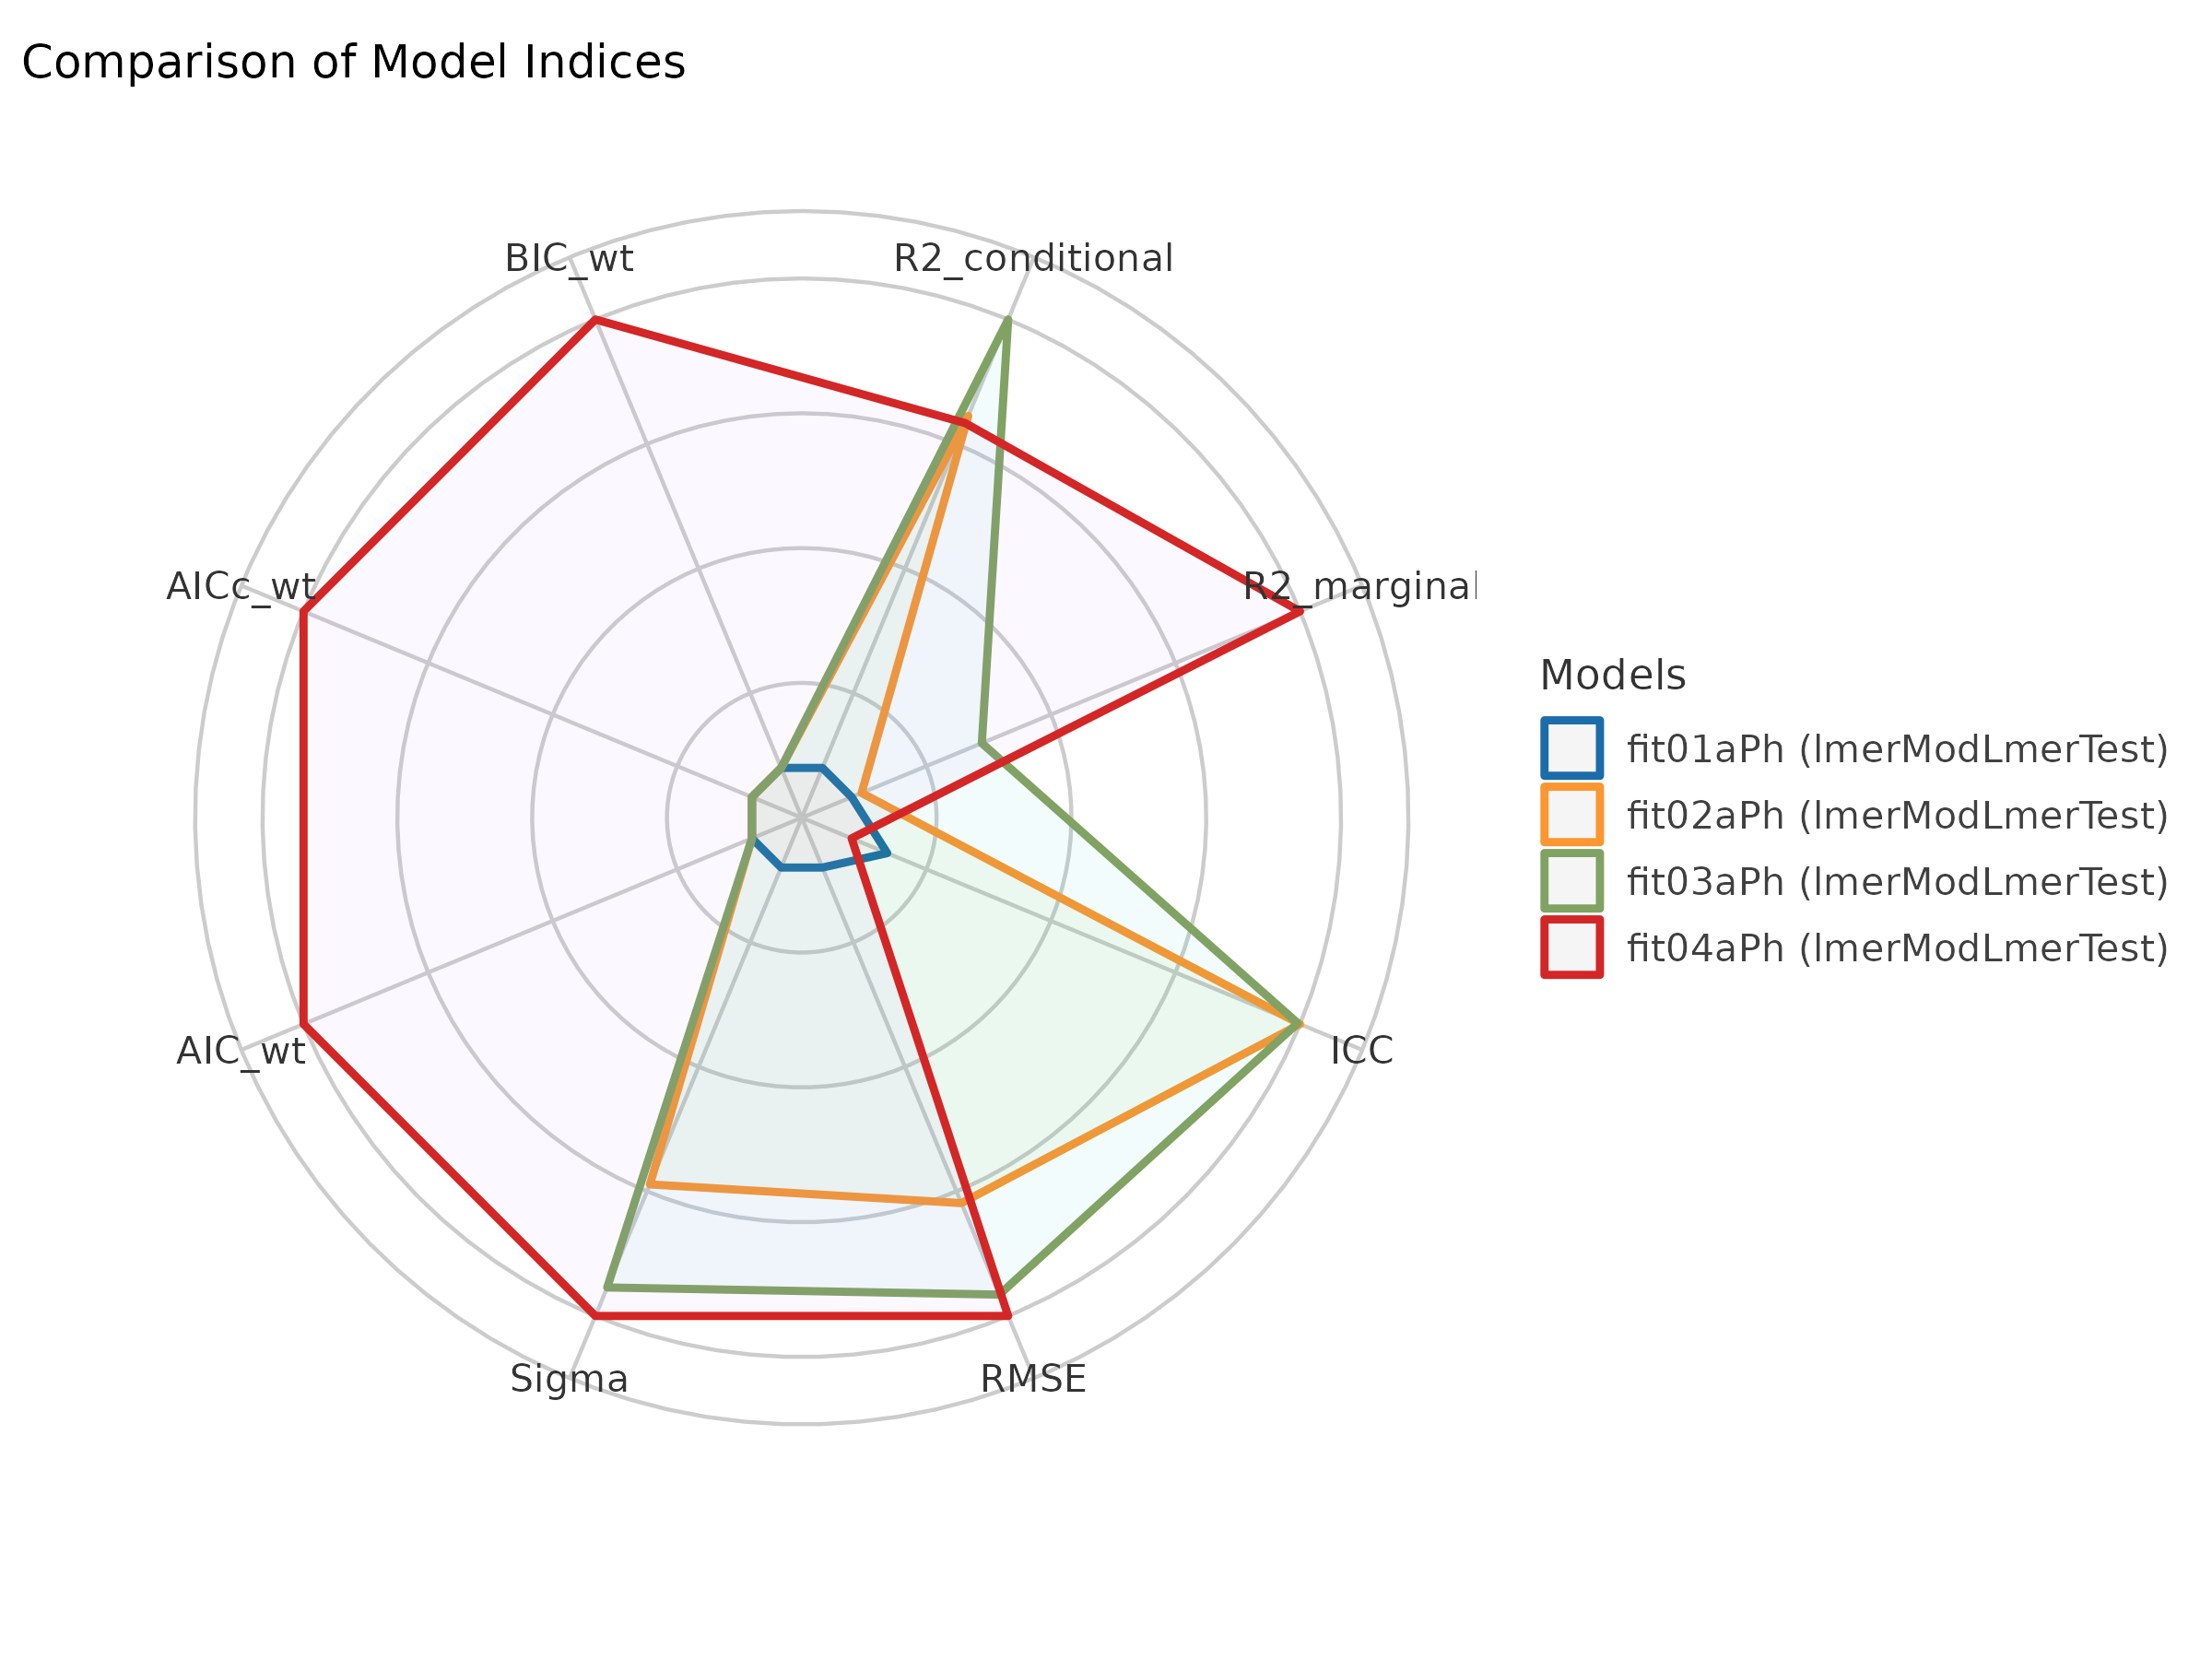 Comparison of Model Indices
BIC_wt
R2_conditional
AICc_wt
R2_marginal
Models
fit01aPh (lmerModLmerTest)
fit02aPh (lmerModLmerTest)
fit03aPh (lmerModLmerTest)
fit04aPh (lmerModLmerTest)
AIC_wt
ICC
Sigma
RMSE